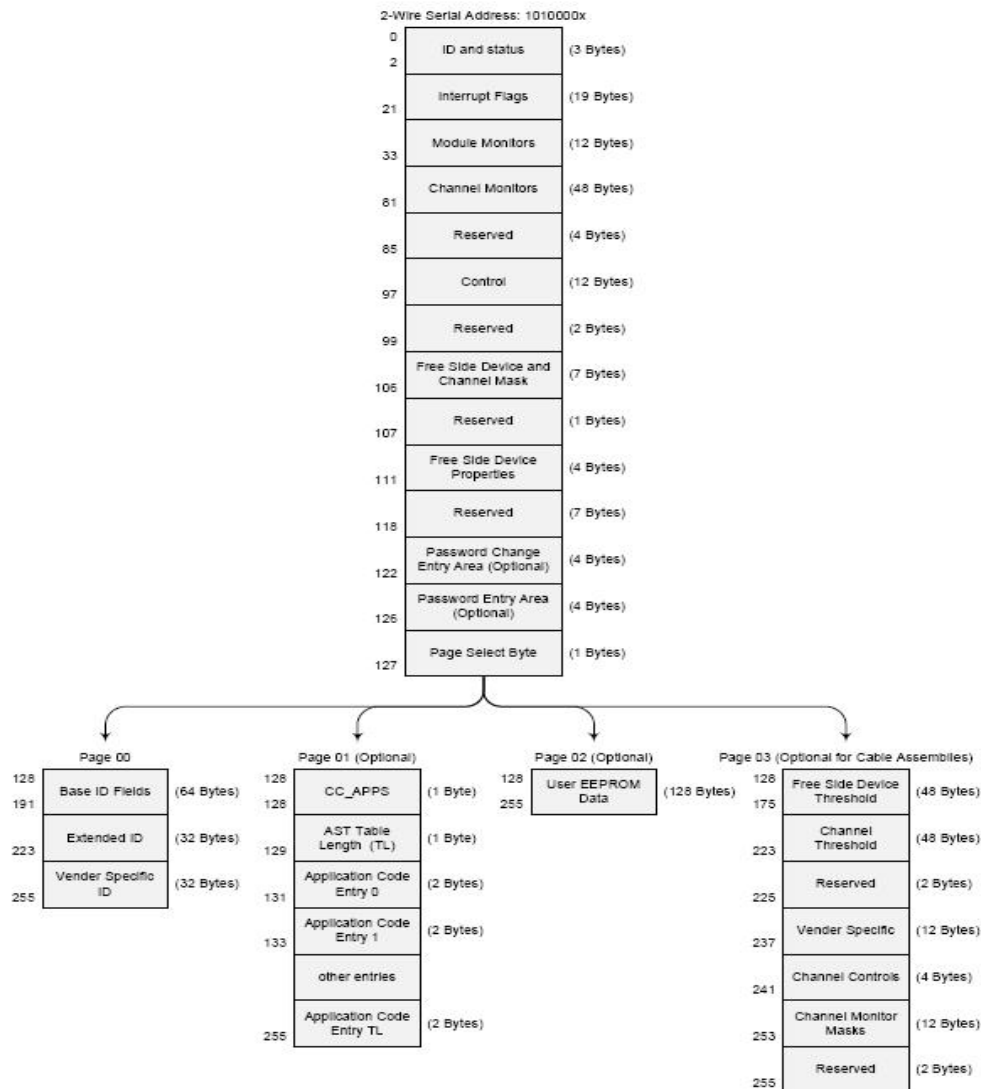 2-Wire Serial Address: 1010000x
0
ID and status (3 Bytes)
2
Interrupt Flags (19 Bytes)
21
Module Monitors (12 Bytes)
33
Channel Monitors (48 Bytes)
81
Reserved (4 Bytes)
85
Control (12 Bytes)
97
Reserved (2 Bytes)
99
Free Side Device and
Channel Mask (7 Bytes)
106
Reserved (1 Bytes)
107
Free Side Device
Properties (4 Bytes)
111
Reserved (7 Bytes)
118
Password Change
Entry Area (Optional) (4 Bytes)
122
Password Entry Area
(Optional) (4 Bytes)
126
Page Select Byte (1 Bytes)
127
Page 00
128
Base ID Fields (64 Bytes)
191
Extended ID (32 Bytes)
223
Vender Specific
ID (32 Bytes)
255
Page 01 (Optional)
128
CC_APPS (1 Byte)
128
AST Table
Length (TL) (1 Byte)
129
Application Code
Entry 0 (2 Bytes)
131
Application Code
Entry 1 (2 Bytes)
133
other entries
Application Code
Entry TL (2 Bytes)
255
Page 02 (Optional)
128
User EEPROM
Data (128 Bytes)
255
Page 03 (Optional for Cable Assemblies)
128
Free Side Device
Threshold (48 Bytes)
175
Channel
Threshold (48 Bytes)
223
Reserved (2 Bytes)
225
Vender Specific (12 Bytes)
237
Channel Controls (4 Bytes)
241
Channel Monitor
Masks (12 Bytes)
253
Reserved (2 Bytes)
255